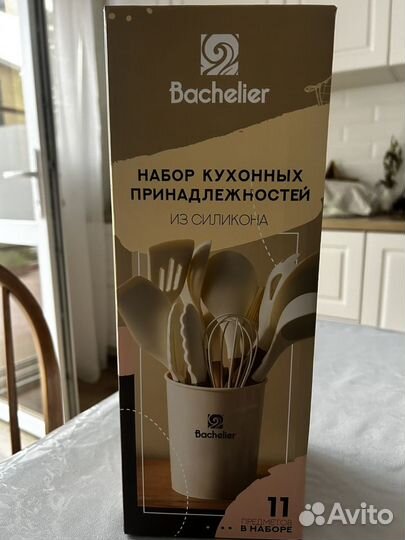 Bachelier
НАБОР КУХОННЫХ
ПРИНАДЛЕЖНОСТЕЙ
ИЗ СИЛИКОНА
Bachelier
11
ПРЕДМЕТОВ
В НАБОРЕ
Avito